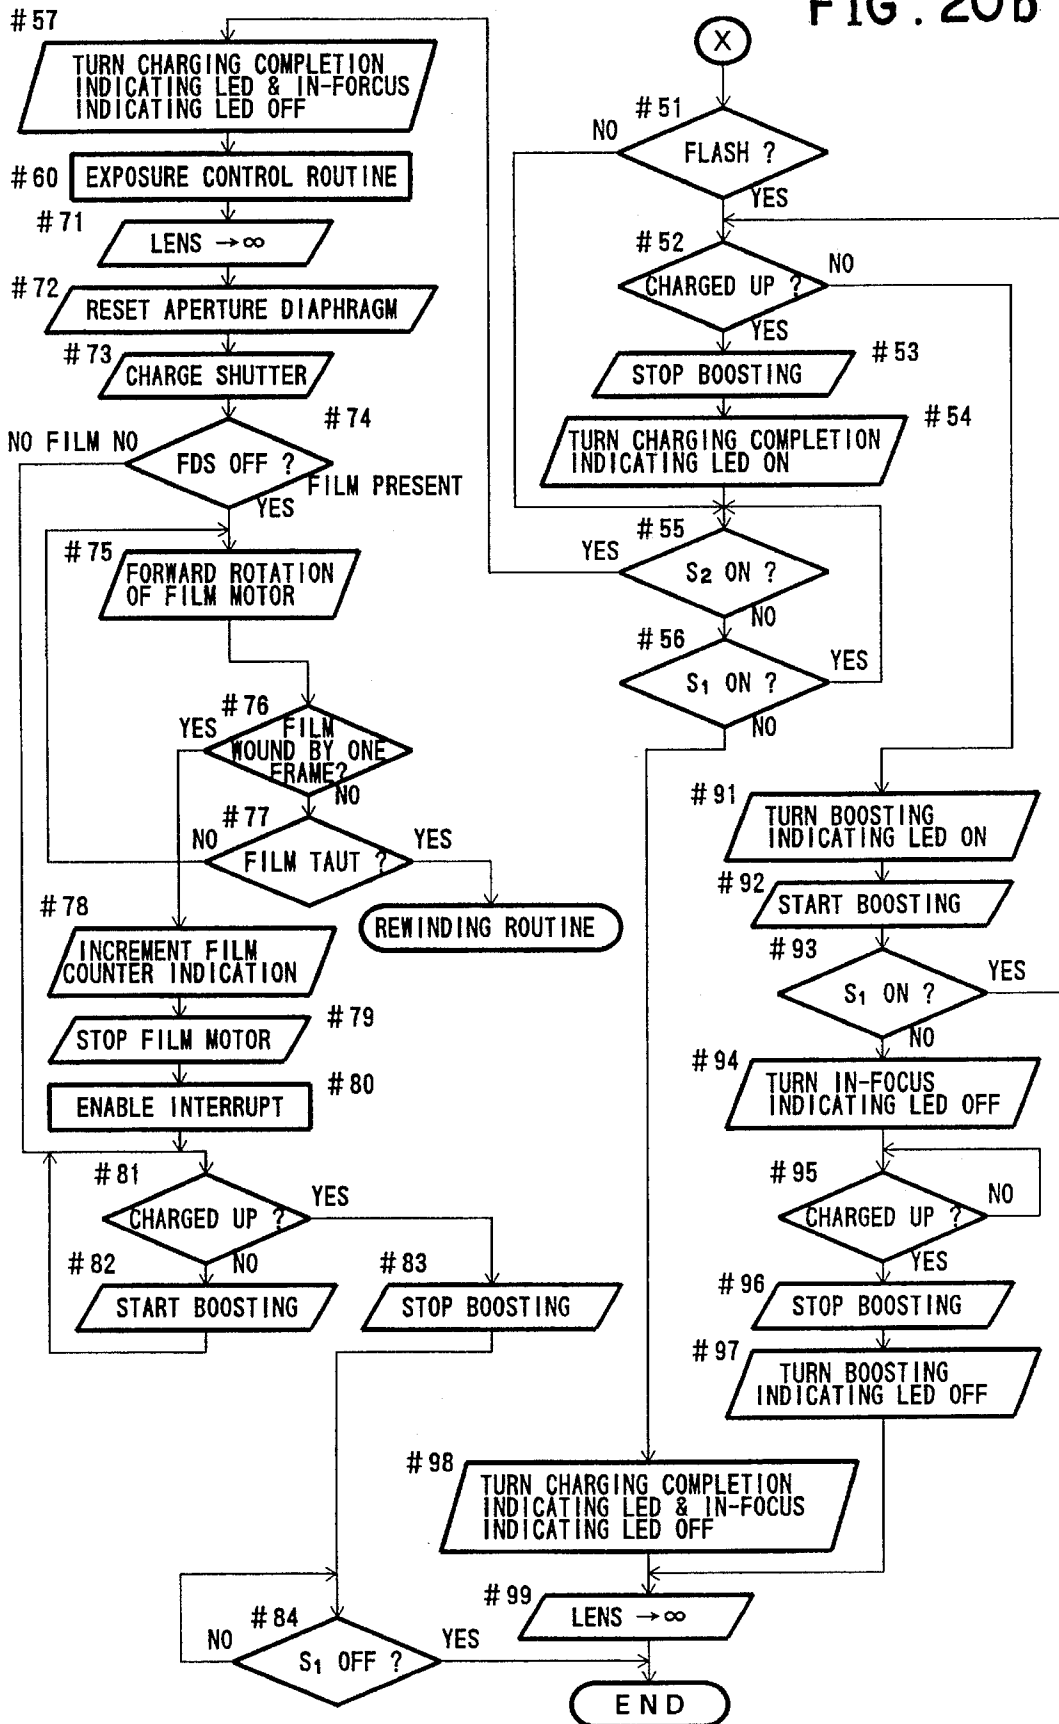 FIG. 20b
#57
TURN CHARGING COMPLETION
INDICATING LED & IN-FORCUS
INDICATING LED OFF
#60
EXPOSURE CONTROL ROUTINE
#71
LENS →∞
#72
RESET APERTURE DIAPHRAGM
#73
CHARGE SHUTTER
#74
NO FILM NO
FDS OFF ?
FILM PRESENT
YES
#75
FORWARD ROTATION
OF FILM MOTOR
#76
YES
FILM
WOUND BY ONE
FRAME?
NO
#77
NO
FILM TAUT ?
YES
REWINDING ROUTINE
#78
INCREMENT FILM
COUNTER INDICATION
#79
STOP FILM MOTOR
#80
ENABLE INTERRUPT
#81
CHARGED UP ?
YES
NO
#82
START BOOSTING
#83
STOP BOOSTING
#84
NO
S1 OFF ?
YES
X
#51
NO
FLASH ?
YES
#52
CHARGED UP ?
NO
YES
#53
STOP BOOSTING
#54
TURN CHARGING COMPLETION
INDICATING LED ON
#55
YES
S2 ON ?
NO
#56
S1 ON ?
YES
NO
#91
TURN BOOSTING
INDICATING LED ON
#92
START BOOSTING
#93
S1 ON ?
YES
NO
#94
TURN IN-FOCUS
INDICATING LED OFF
#95
CHARGED UP ?
NO
YES
#96
STOP BOOSTING
#97
TURN BOOSTING
INDICATING LED OFF
#98
TURN CHARGING COMPLETION
INDICATING LED & IN-FOCUS
INDICATING LED OFF
#99
LENS →∞
END